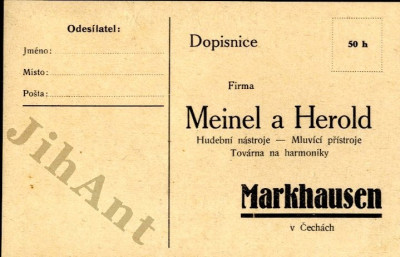 Odesílatel:
Jméno:
Místo:
Pošta:
Dopisnice
50 h
Firma
Meinel a Herold
Hudební nástroje — Mluvící přístroje
Továrna na harmoniky
Markhausen
v Čechách
JihAnt